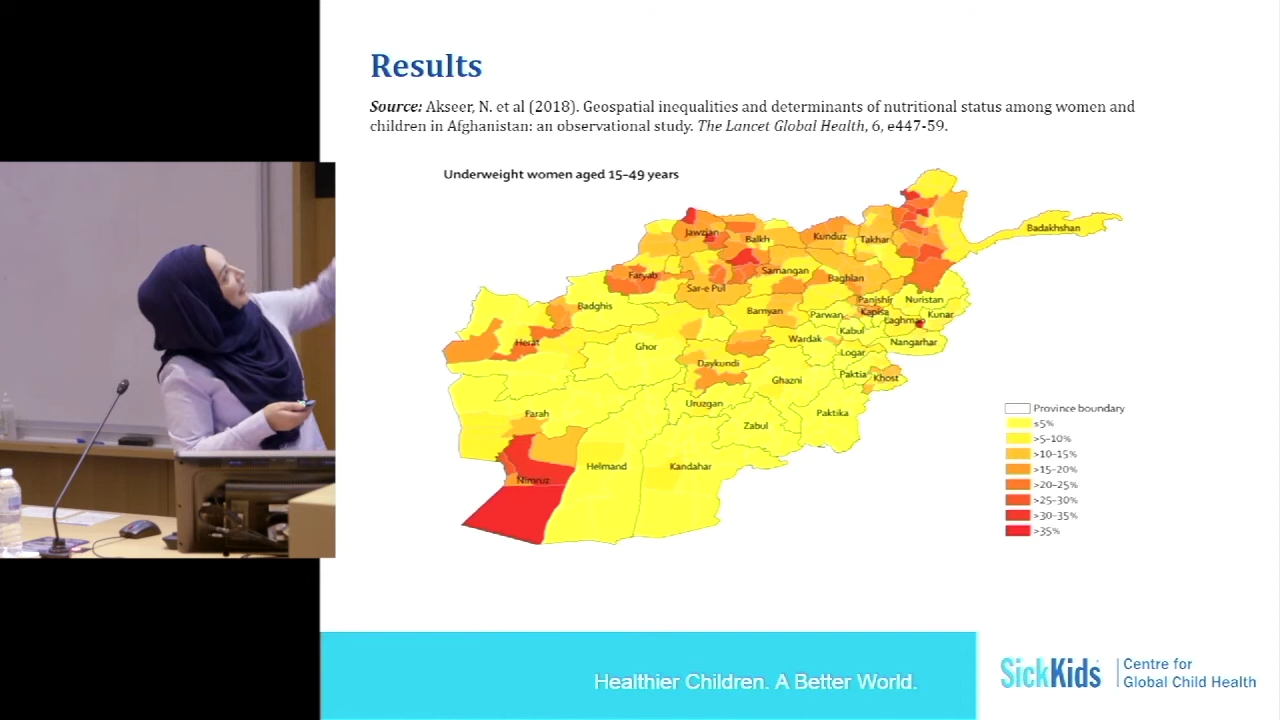 Results
Source: Akseer, N. et al (2018). Geospatial inequalities and determinants of nutritional status among women and
children in Afghanistan: an observational study. The Lancet Global Health, 6, e447-59.
Underweight women aged 15–49 years
Jawzjan
Balkh
Kunduz
Takhar
Badakhshan
Faryab
Sar-e Pul
Samangan
Baghlan
Badghis
Bamyan
Panjshir
Nuristan
Parwan
Kapisa
Laghman
Kunar
Herat
Ghor
Wardak
Kabul
Nangarhar
Daykundi
Logar
Ghazni
Paktia
Khost
Uruzgan
Farah
Zabul
Paktika
Nimruz
Helmand
Kandahar
Province boundary
≤5%
>5–10%
>10–15%
>15–20%
>20–25%
>25–30%
>30–35%
>35%
Healthier Children. A Better World.
SickKids
Centre for
Global Child Health